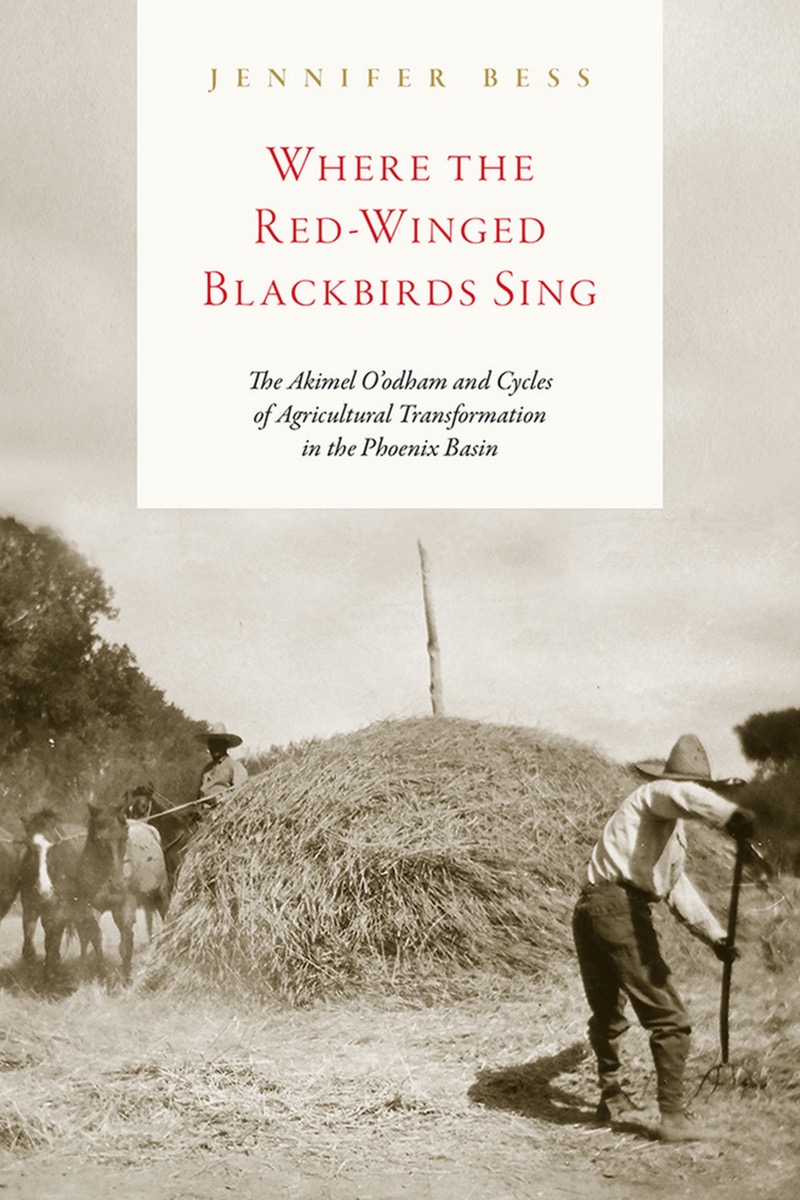 JENNIFER BESS
WHERE THE
RED-WINGED
BLACKBIRDS SING
The Akimel O’odham and Cycles
of Agricultural Transformation
in the Phoenix Basin